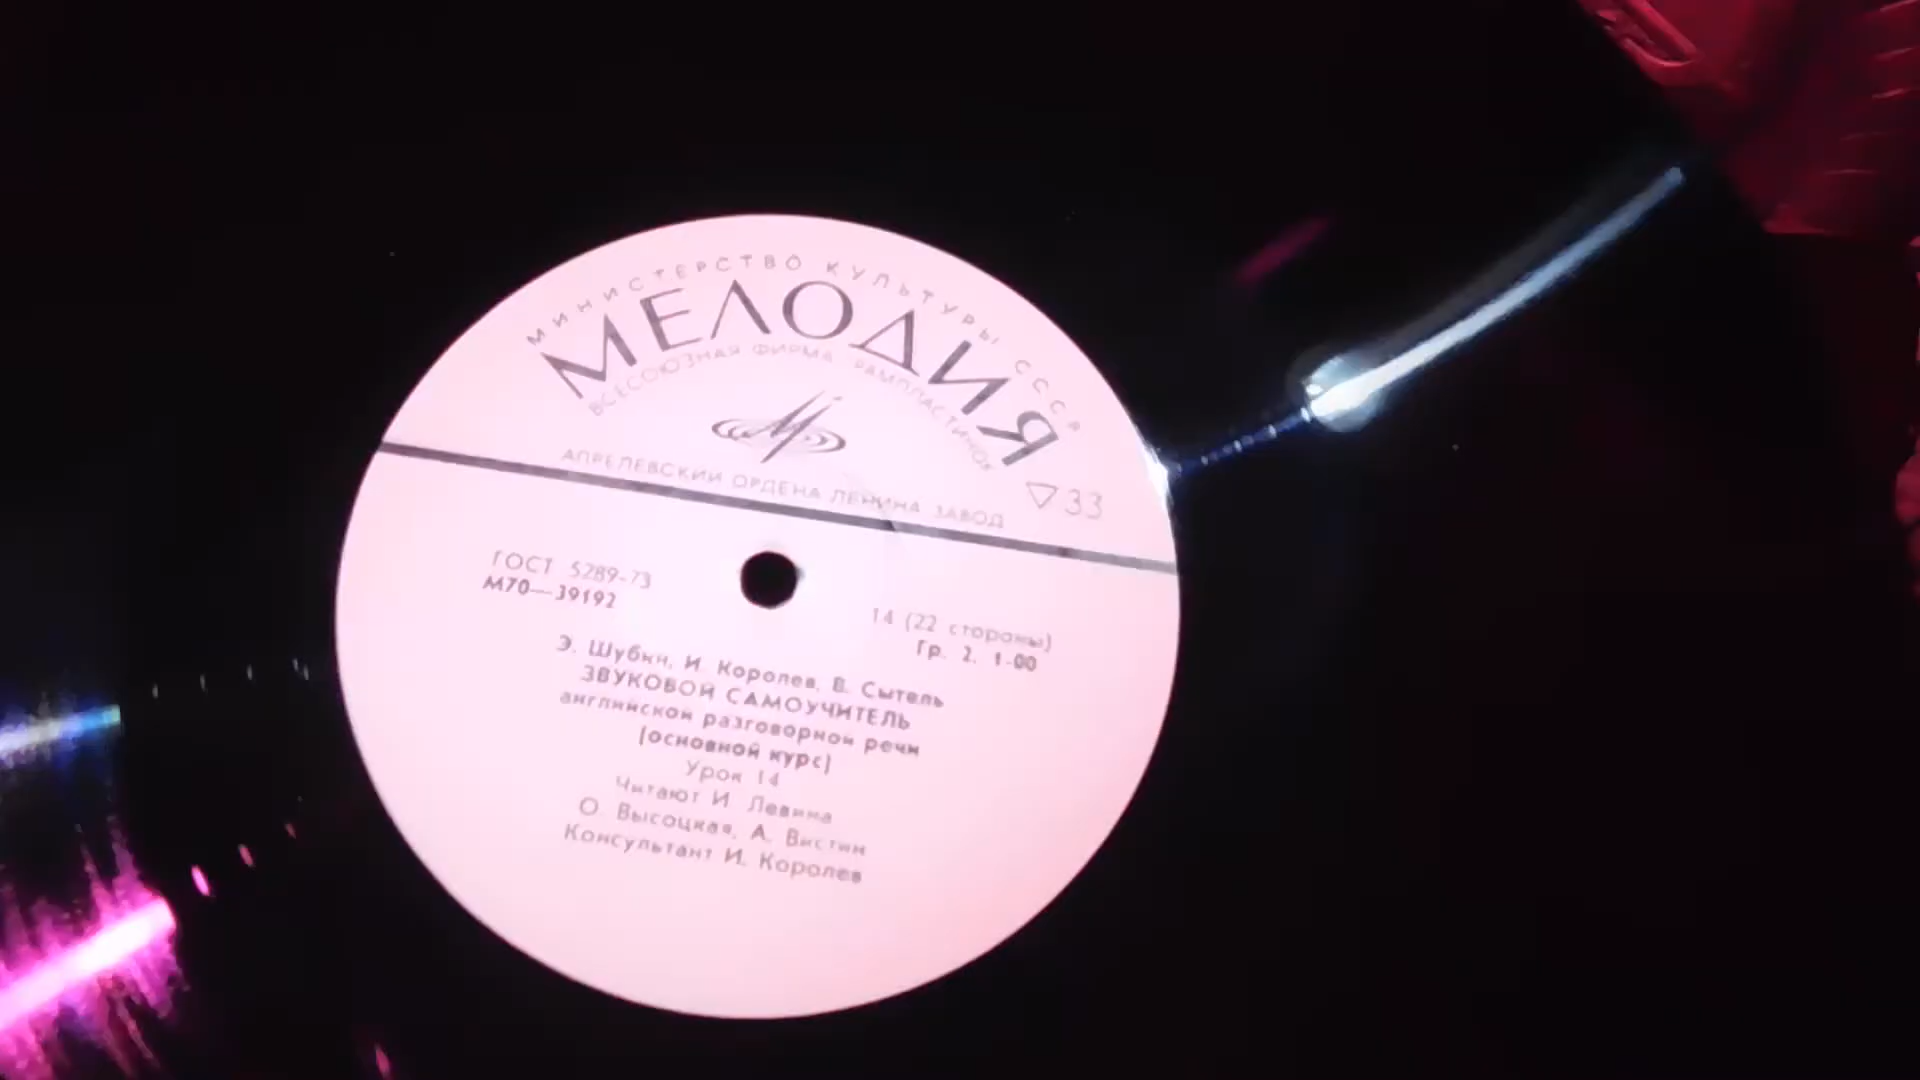 МИНИСТЕРСТВО КУЛЬТУРЫ СССР
МЕЛОДИЯ
ВСЕСОЮЗНАЯ ФИРМА ГРАМПЛАСТИНОК
АПРЕЛЕВСКИЙ ОРДЕНА ЛЕНИНА ЗАВОД
33
ГОСТ 5289-73
М70—39192
14 (22 стороны)
Гр. 2. 1-00
Э. Шубин, И. Королев, В. Сытель
ЗВУКОВОЙ САМОУЧИТЕЛЬ
английской разговорной речи
(основной курс)
Урок 14
Читают И. Левина
О. Высоцкая, А. Вистин
Консультант И. Королев